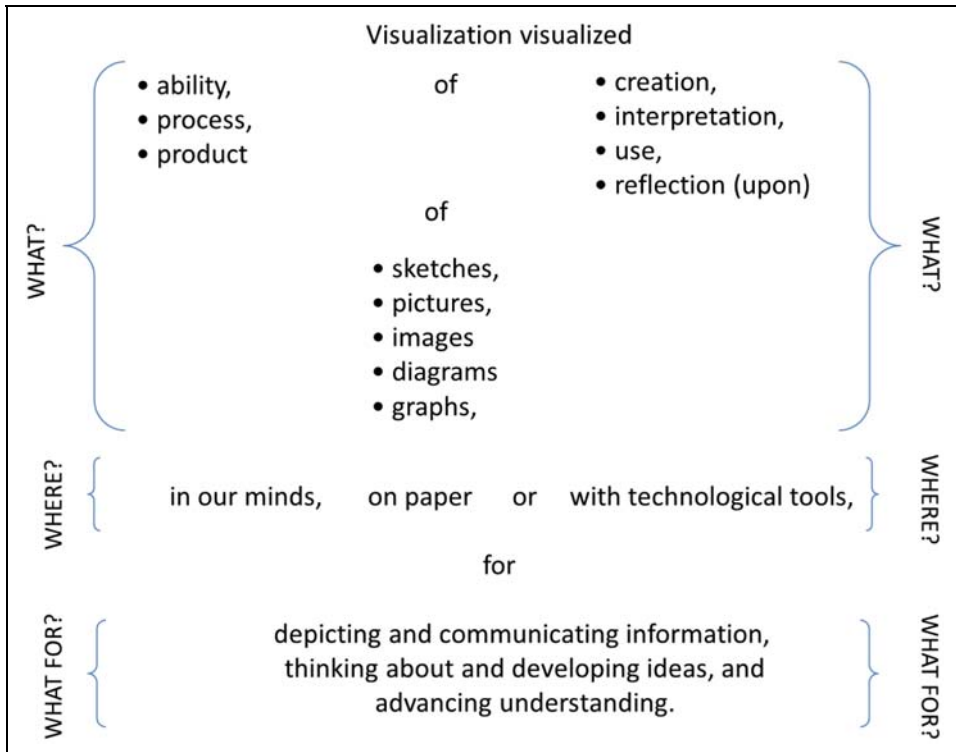 Visualization visualized
WHAT?
• ability,
• process,
• product
of
• creation,
• interpretation,
• use,
• reflection (upon)
of
• sketches,
• pictures,
• images
• diagrams
• graphs,
WHAT?
WHERE?
in our minds, on paper or with technological tools,
WHERE?
for
WHAT FOR?
depicting and communicating information,
thinking about and developing ideas, and
advancing understanding.
WHAT FOR?